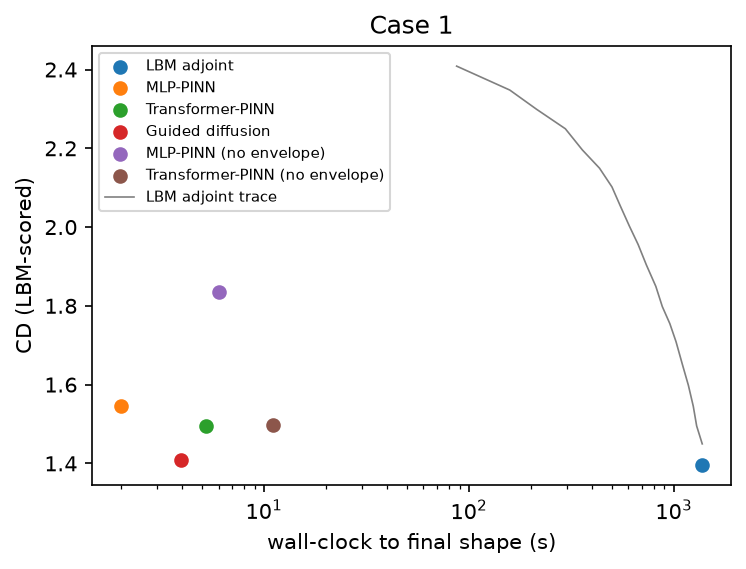 Case 1
LBM adjoint
MLP-PINN
Transformer-PINN
Guided diffusion
MLP-PINN (no envelope)
Transformer-PINN (no envelope)
LBM adjoint trace
CD (LBM-scored)
2.4
2.2
2.0
1.8
1.6
1.4
10¹ 10² 10³
wall-clock to final shape (s)